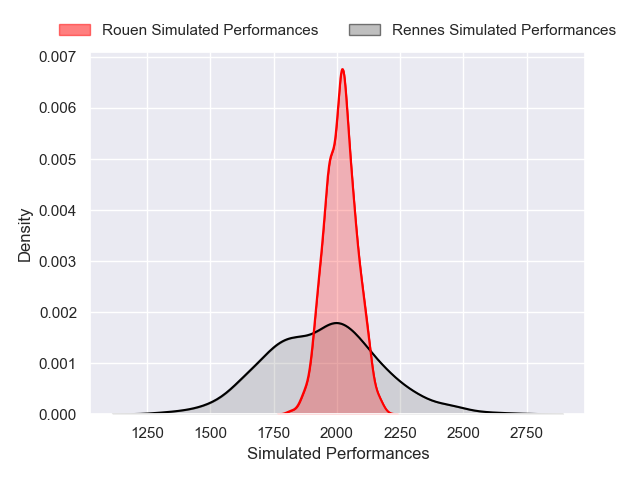 Rouen Simulated Performances Rennes Simulated Performances
0.007
0.006
0.005
0.004
0.003
0.002
0.001
0.000
Density
1250 1500 1750 2000 2250 2500 2750
Simulated Performances